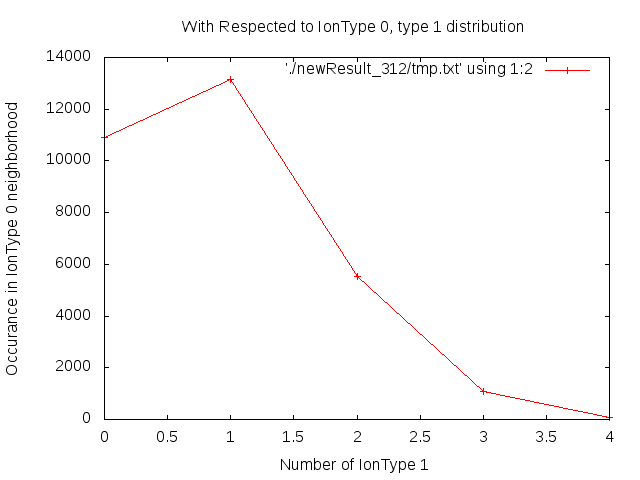 With Respected to IonType 0, type 1 distribution
'./newResult_312/tmp.txt' using 1:2
Occurance in IonType 0 neighborhood
14000
12000
10000
8000
6000
4000
2000
0
0 0.5 1 1.5 2 2.5 3 3.5 4
Number of IonType 1